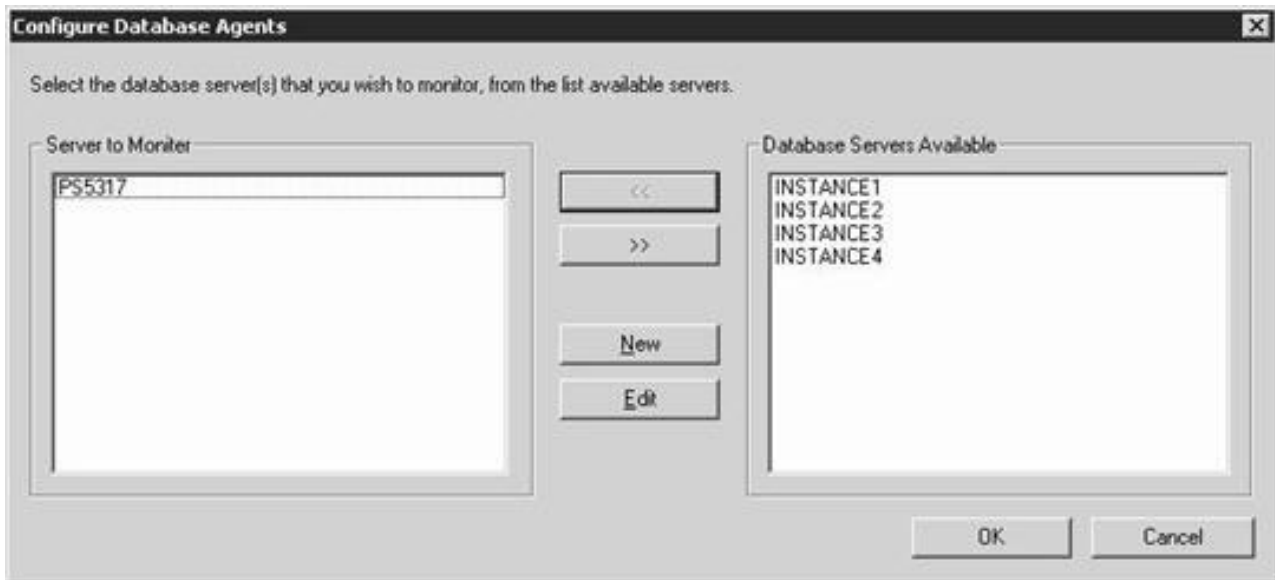 Configure Database Agents
Select the database server(s) that you wish to monitor, from the list available servers.
Server to Moniter
PS5317
<<
>>
New
Edit
Database Servers Available
INSTANCE1
INSTANCE2
INSTANCE3
INSTANCE4
OK
Cancel